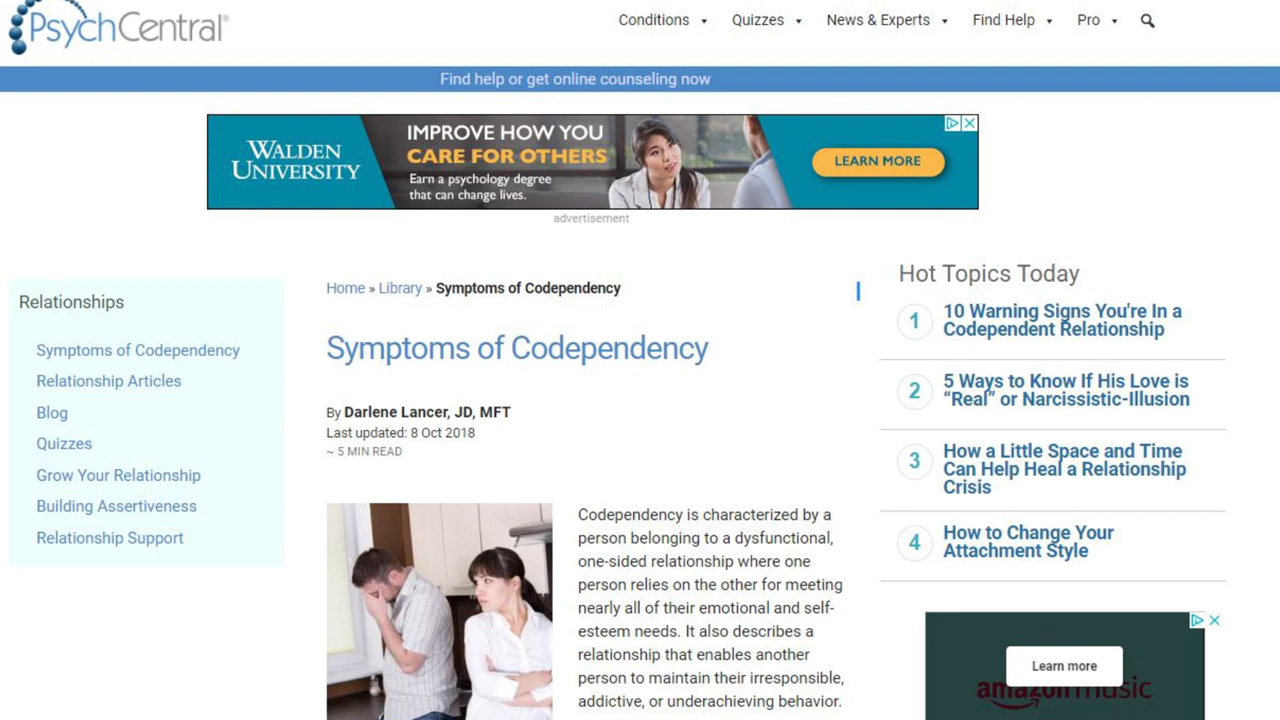 PsychCentral®
Conditions
Quizzes
News & Experts
Find Help
Pro
Find help or get online counseling now
WALDEN
UNIVERSITY
IMPROVE HOW YOU
CARE FOR OTHERS
Earn a psychology degree
that can change lives.
LEARN MORE
advertisement
Relationships
Symptoms of Codependency
Relationship Articles
Blog
Quizzes
Grow Your Relationship
Building Assertiveness
Relationship Support
Home » Library » Symptoms of Codependency
Symptoms of Codependency
By Darlene Lancer, JD, MFT
Last updated: 8 Oct 2018
~ 5 MIN READ
Codependency is characterized by a
person belonging to a dysfunctional,
one-sided relationship where one
person relies on the other for meeting
nearly all of their emotional and self-
esteem needs. It also describes a
relationship that enables another
person to maintain their irresponsible,
addictive, or underachieving behavior.
Hot Topics Today
1
10 Warning Signs You're In a
Codependent Relationship
2
5 Ways to Know If His Love is
“Real” or Narcissistic-Illusion
3
How a Little Space and Time
Can Help Heal a Relationship
Crisis
4
How to Change Your
Attachment Style
Learn more
amazon music